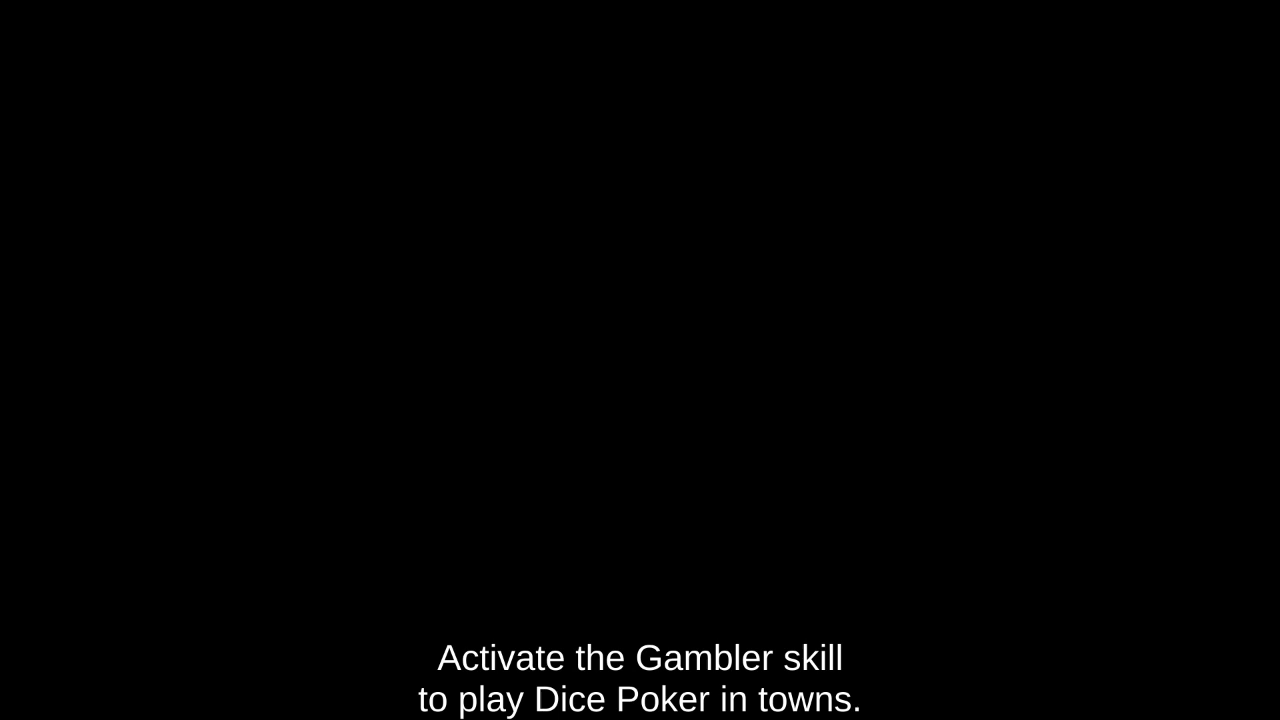 Activate the Gambler skill
to play Dice Poker in towns.